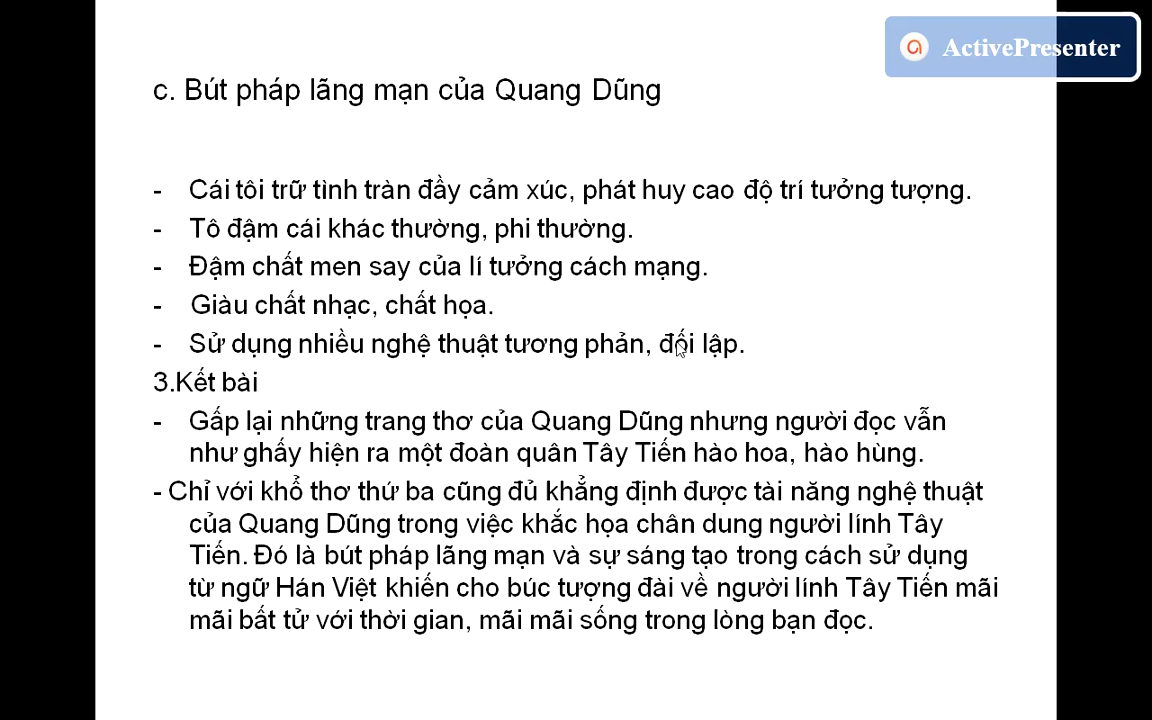 ActivePresenter
c. Bút pháp lãng mạn của Quang Dũng
- Cái tôi trữ tình tràn đầy cảm xúc, phát huy cao độ trí tưởng tượng.
- Tô đậm cái khác thường, phi thường.
- Đậm chất men say của lí tưởng cách mạng.
- Giàu chất nhạc, chất họa.
- Sử dụng nhiều nghệ thuật tương phản, đối lập.
3.Kết bài
- Gấp lại những trang thơ của Quang Dũng nhưng người đọc vẫn
như ghấy hiện ra một đoàn quân Tây Tiến hào hoa, hào hùng.
- Chỉ với khổ thơ thứ ba cũng đủ khẳng định được tài năng nghệ thuật
của Quang Dũng trong việc khắc họa chân dung người lính Tây
Tiến. Đó là bút pháp lãng mạn và sự sáng tạo trong cách sử dụng
từ ngữ Hán Việt khiến cho búc tượng đài về người lính Tây Tiến mãi
mãi bất tử với thời gian, mãi mãi sống trong lòng bạn đọc.